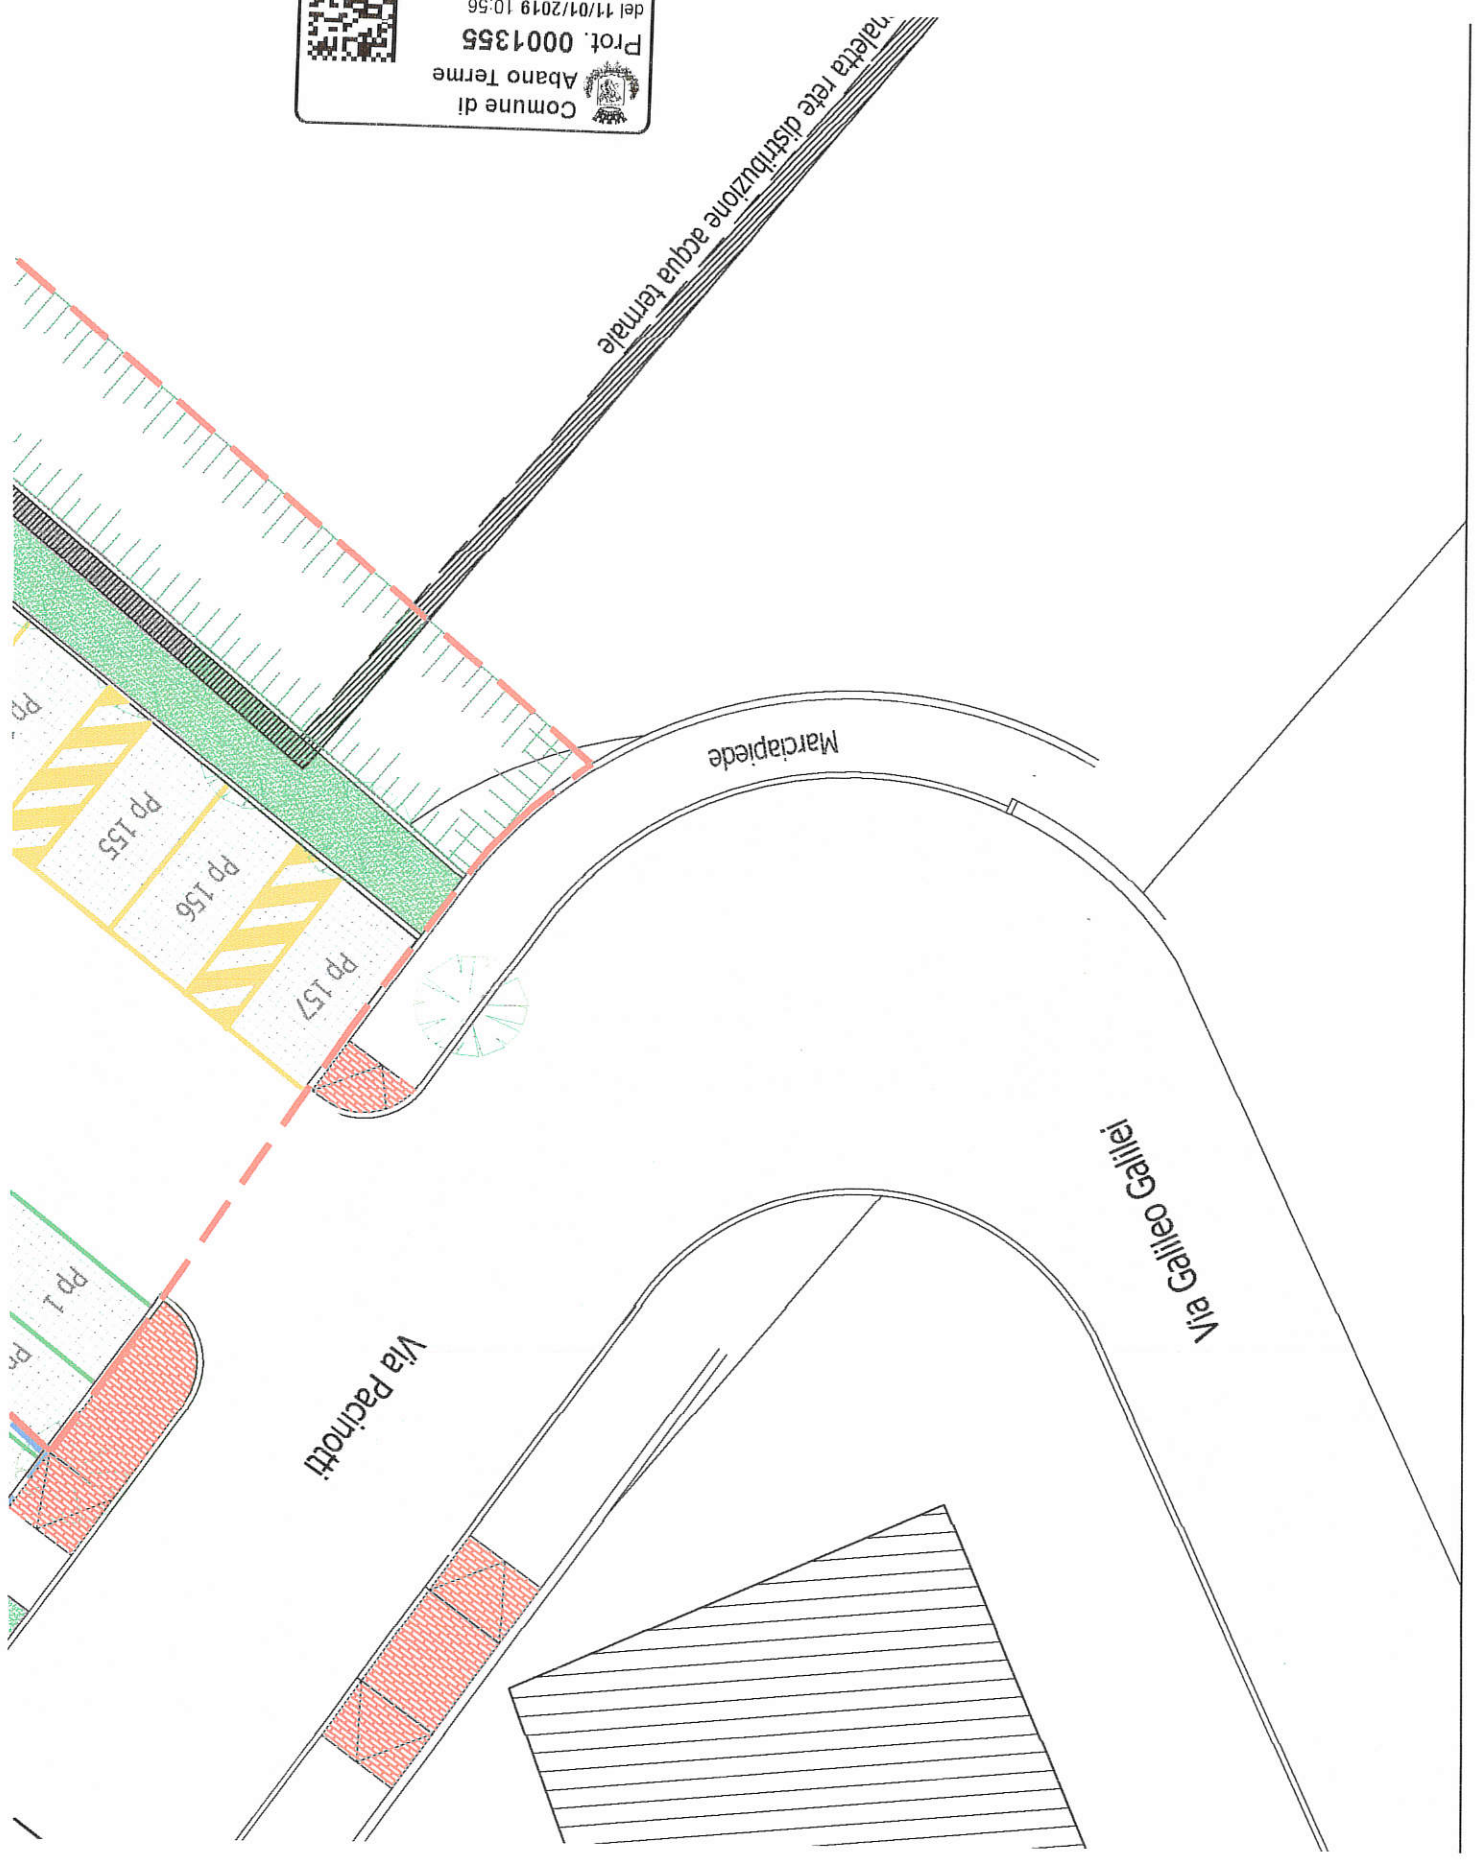 Comune di
Abano Terme
Prot. 0001355
del 11/01/2019 10:56
rete distribuzione acqua termale
Marciapiede
Pp 155
Pp 156
Pp 157
Pp 1
Via Pacinotti
Via Galileo Galilei